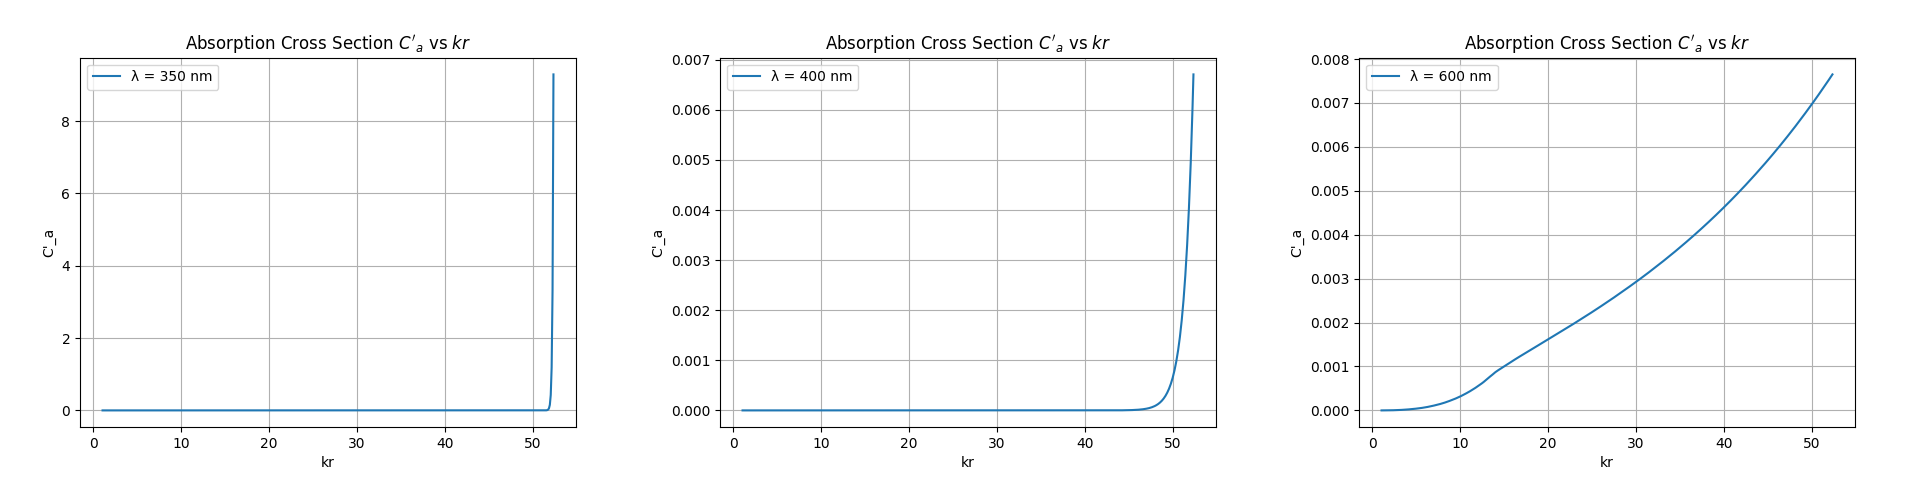 Absorption Cross Section C'ₐ vs kr
λ = 350 nm
C'_a
8
6
4
2
0
0 10 20 30 40 50
kr
Absorption Cross Section C'ₐ vs kr
λ = 400 nm
C'_a
0.007
0.006
0.005
0.004
0.003
0.002
0.001
0.000
0 10 20 30 40 50
kr
Absorption Cross Section C'ₐ vs kr
λ = 600 nm
C'_a
0.008
0.007
0.006
0.005
0.004
0.003
0.002
0.001
0.000
0 10 20 30 40 50
kr